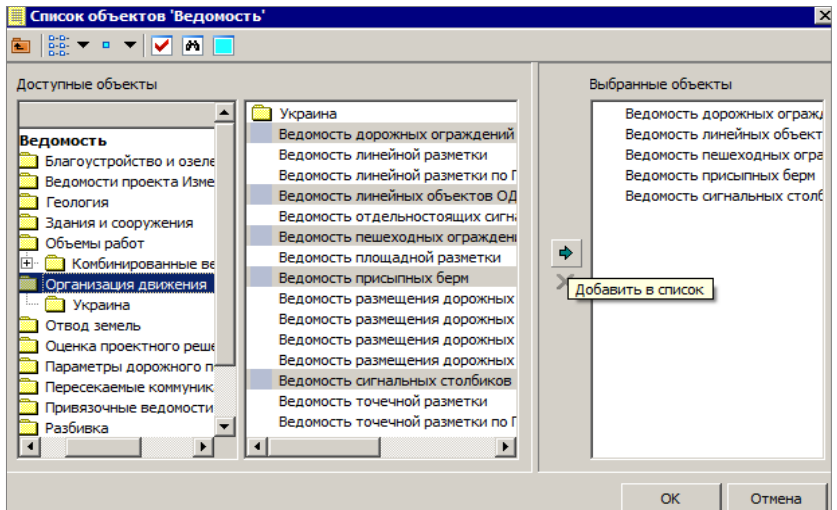 Список объектов 'Ведомость'
Доступные объекты
Ведомость
Благоустройство и озеле
Ведомости проекта Изме
Геология
Здания и сооружения
Объемы работ
Комбинированные ве
Организация движения
Украина
Отвод земель
Оценка проектного реше
Параметры дорожного п
Пересекаемые коммуник
Привязочные ведомости
Разбивка
Украина
Ведомость дорожных ограждений
Ведомость линейной разметки
Ведомость линейной разметки по Г
Ведомость линейных объектов ОД
Ведомость отдельностоящих сигна
Ведомость пешеходных ограждени
Ведомость площадной разметки
Ведомость присыпных берм
Ведомость размещения дорожных
Ведомость размещения дорожных
Ведомость размещения дорожных
Ведомость размещения дорожных
Ведомость сигнальных столбиков
Ведомость точечной разметки
Ведомость точечной разметки по Г
Добавить в список
Выбранные объекты
Ведомость дорожных огражд
Ведомость линейных объект
Ведомость пешеходных огра
Ведомость присыпных берм
Ведомость сигнальных столб
OK
Отмена